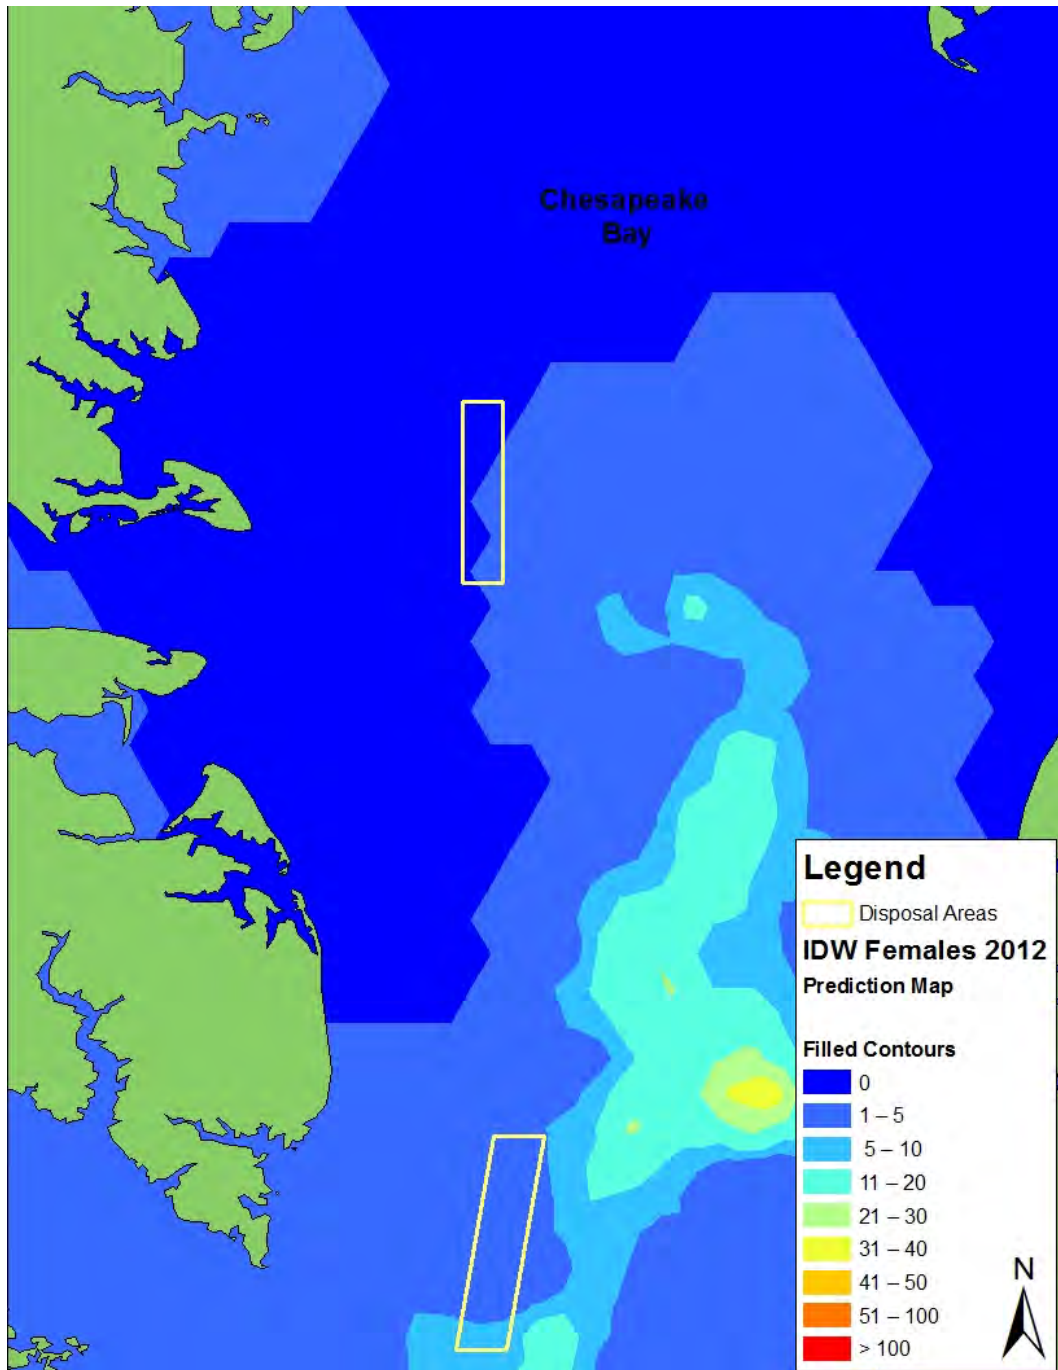 Chesapeake
Bay
Legend
Disposal Areas
IDW Females 2012
Prediction Map
Filled Contours
0
1 – 5
5 – 10
11 – 20
21 – 30
31 – 40
41 – 50
51 – 100
> 100
N